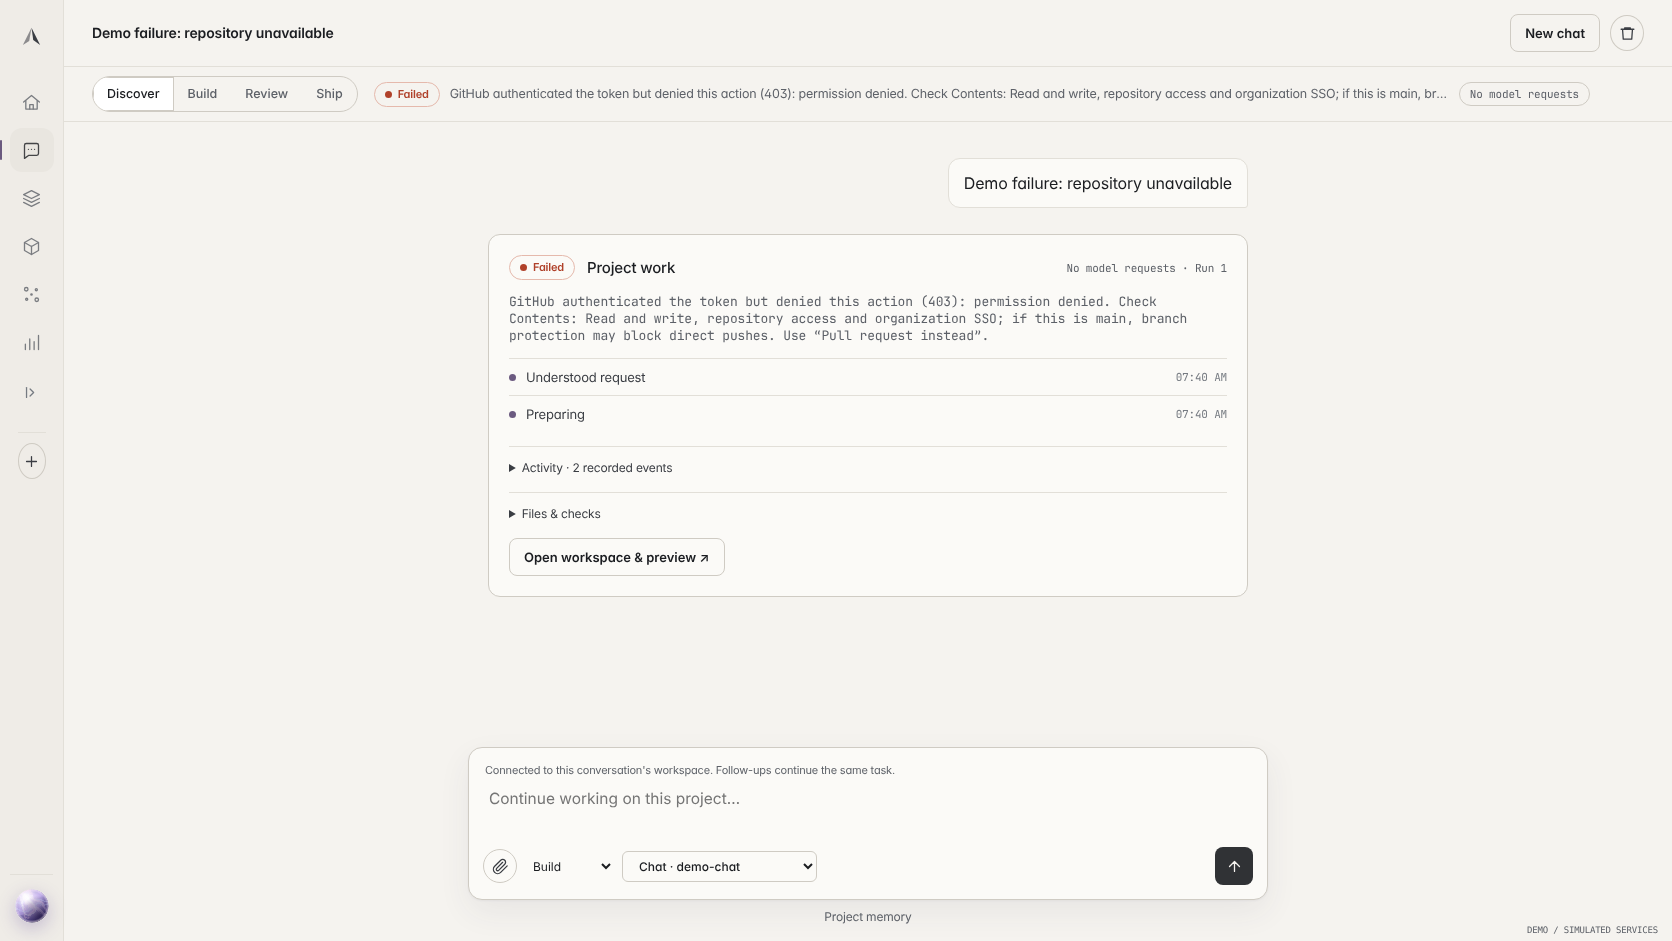 Demo failure: repository unavailable
New chat
Discover
Build
Review
Ship
Failed
GitHub authenticated the token but denied this action (403): permission denied. Check Contents: Read and write, repository access and organization SSO; if this is main, br...
No model requests
Demo failure: repository unavailable
Failed
Project work
No model requests · Run 1
GitHub authenticated the token but denied this action (403): permission denied. Check
Contents: Read and write, repository access and organization SSO; if this is main, branch
protection may block direct pushes. Use “Pull request instead”.
Understood request
07:40 AM
Preparing
07:40 AM
Activity · 2 recorded events
Files & checks
Open workspace & preview ↗
Connected to this conversation's workspace. Follow-ups continue the same task.
Continue working on this project...
Build
Chat · demo-chat
Project memory
DEMO / SIMULATED SERVICES